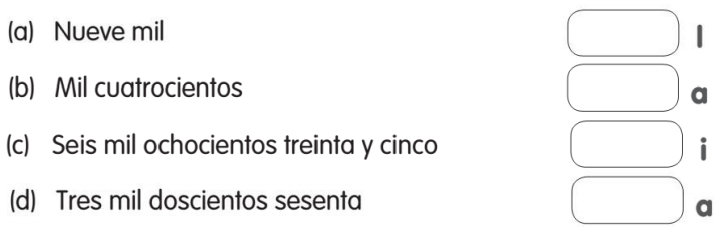 (a) Nueve mil l
(b) Mil cuatrocientos a
(c) Seis mil ochocientos treinta y cinco i
(d) Tres mil doscientos sesenta a